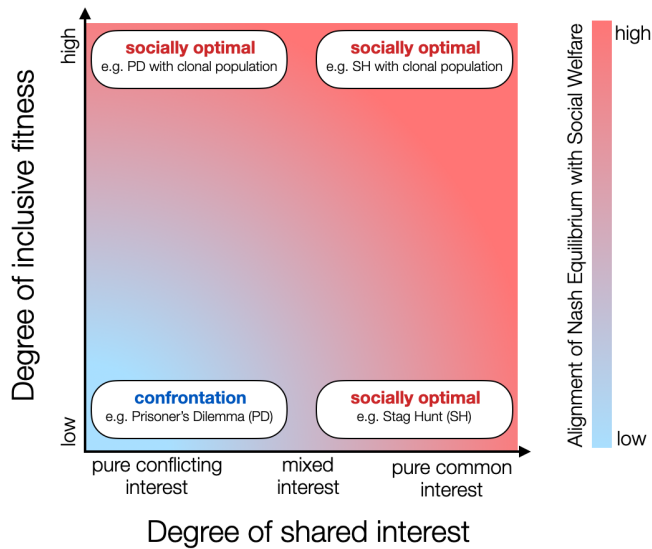 high
Degree of inclusive fitness
low
socially optimal
e.g. PD with clonal population
socially optimal
e.g. SH with clonal population
confrontation
e.g. Prisoner's Dilemma (PD)
socially optimal
e.g. Stag Hunt (SH)
pure conflicting
interest
mixed
interest
pure common
interest
Degree of shared interest
Alignment of Nash Equilibrium with Social Welfare
high
low